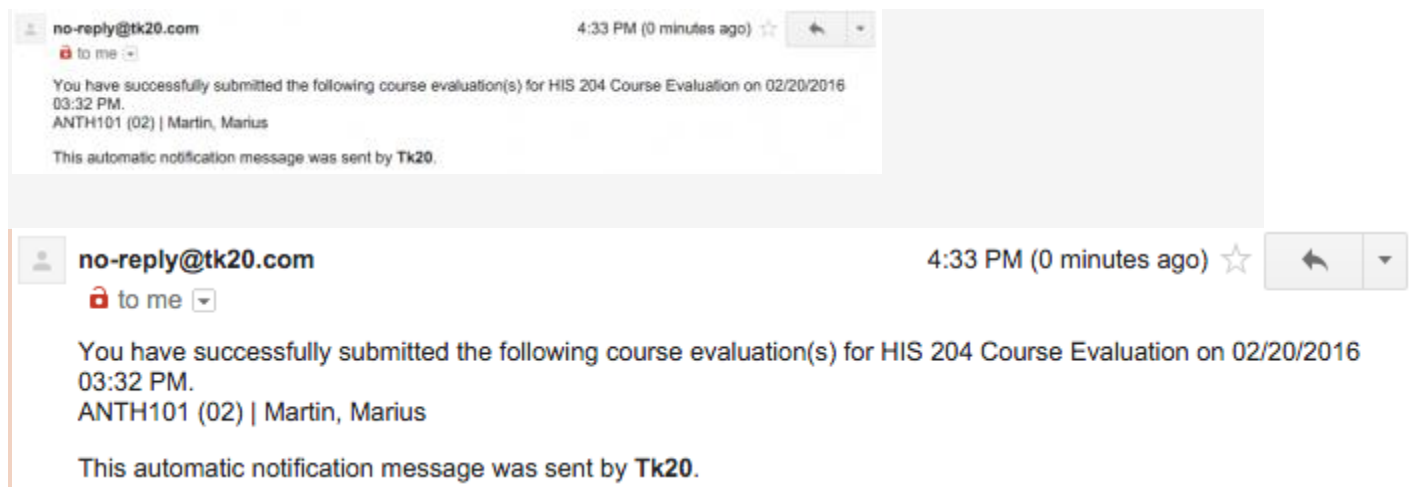 no-reply@tk20.com 4:33 PM (0 minutes ago)
to me
You have successfully submitted the following course evaluation(s) for HIS 204 Course Evaluation on 02/20/2016
03:32 PM.
ANTH101 (02) | Martin, Marius
This automatic notification message was sent by Tk20.
no-reply@tk20.com 4:33 PM (0 minutes ago)
to me
You have successfully submitted the following course evaluation(s) for HIS 204 Course Evaluation on 02/20/2016
03:32 PM.
ANTH101 (02) | Martin, Marius
This automatic notification message was sent by Tk20.